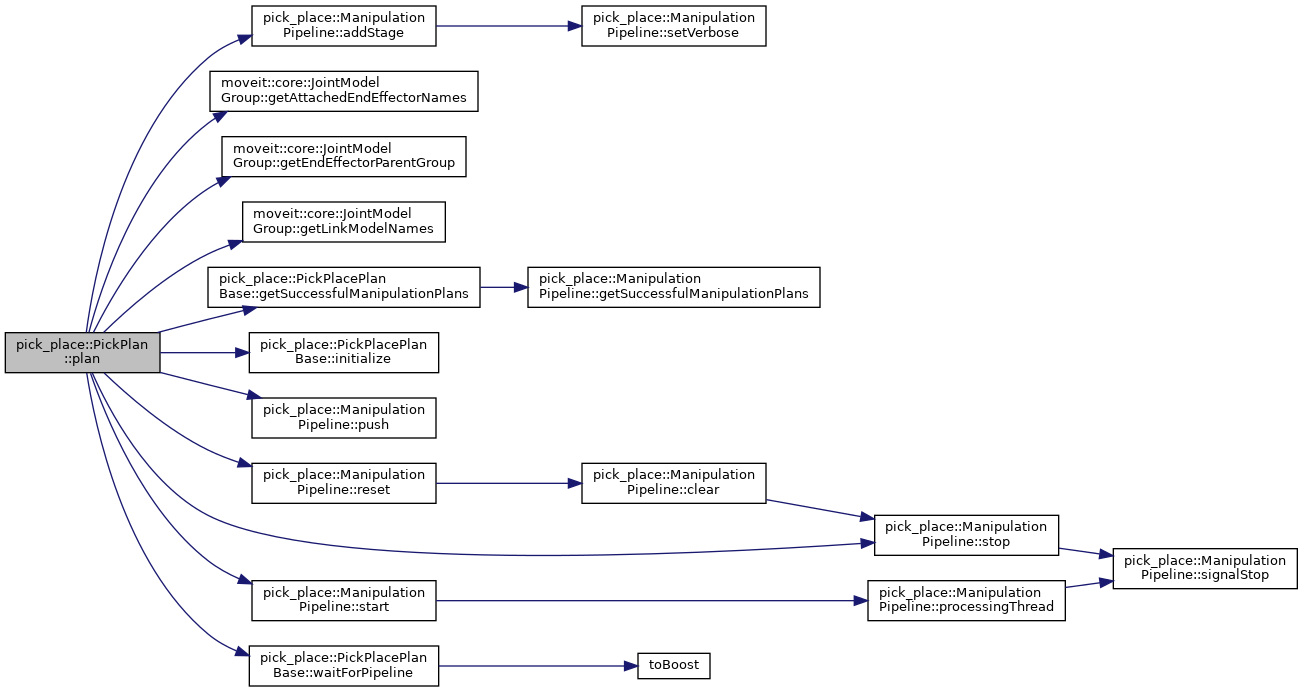 pick_place::Manipulation
Pipeline::addStage
pick_place::Manipulation
Pipeline::setVerbose
moveit::core::JointModel
Group::getAttachedEndEffectorNames
moveit::core::JointModel
Group::getEndEffectorParentGroup
moveit::core::JointModel
Group::getLinkModelNames
pick_place::PickPlacePlan
Base::getSuccessfulManipulationPlans
pick_place::Manipulation
Pipeline::getSuccessfulManipulationPlans
pick_place::PickPlan
::plan
pick_place::PickPlacePlan
Base::initialize
pick_place::Manipulation
Pipeline::push
pick_place::Manipulation
Pipeline::reset
pick_place::Manipulation
Pipeline::clear
pick_place::Manipulation
Pipeline::stop
pick_place::Manipulation
Pipeline::signalStop
pick_place::Manipulation
Pipeline::start
pick_place::Manipulation
Pipeline::processingThread
pick_place::PickPlacePlan
Base::waitForPipeline
toBoost